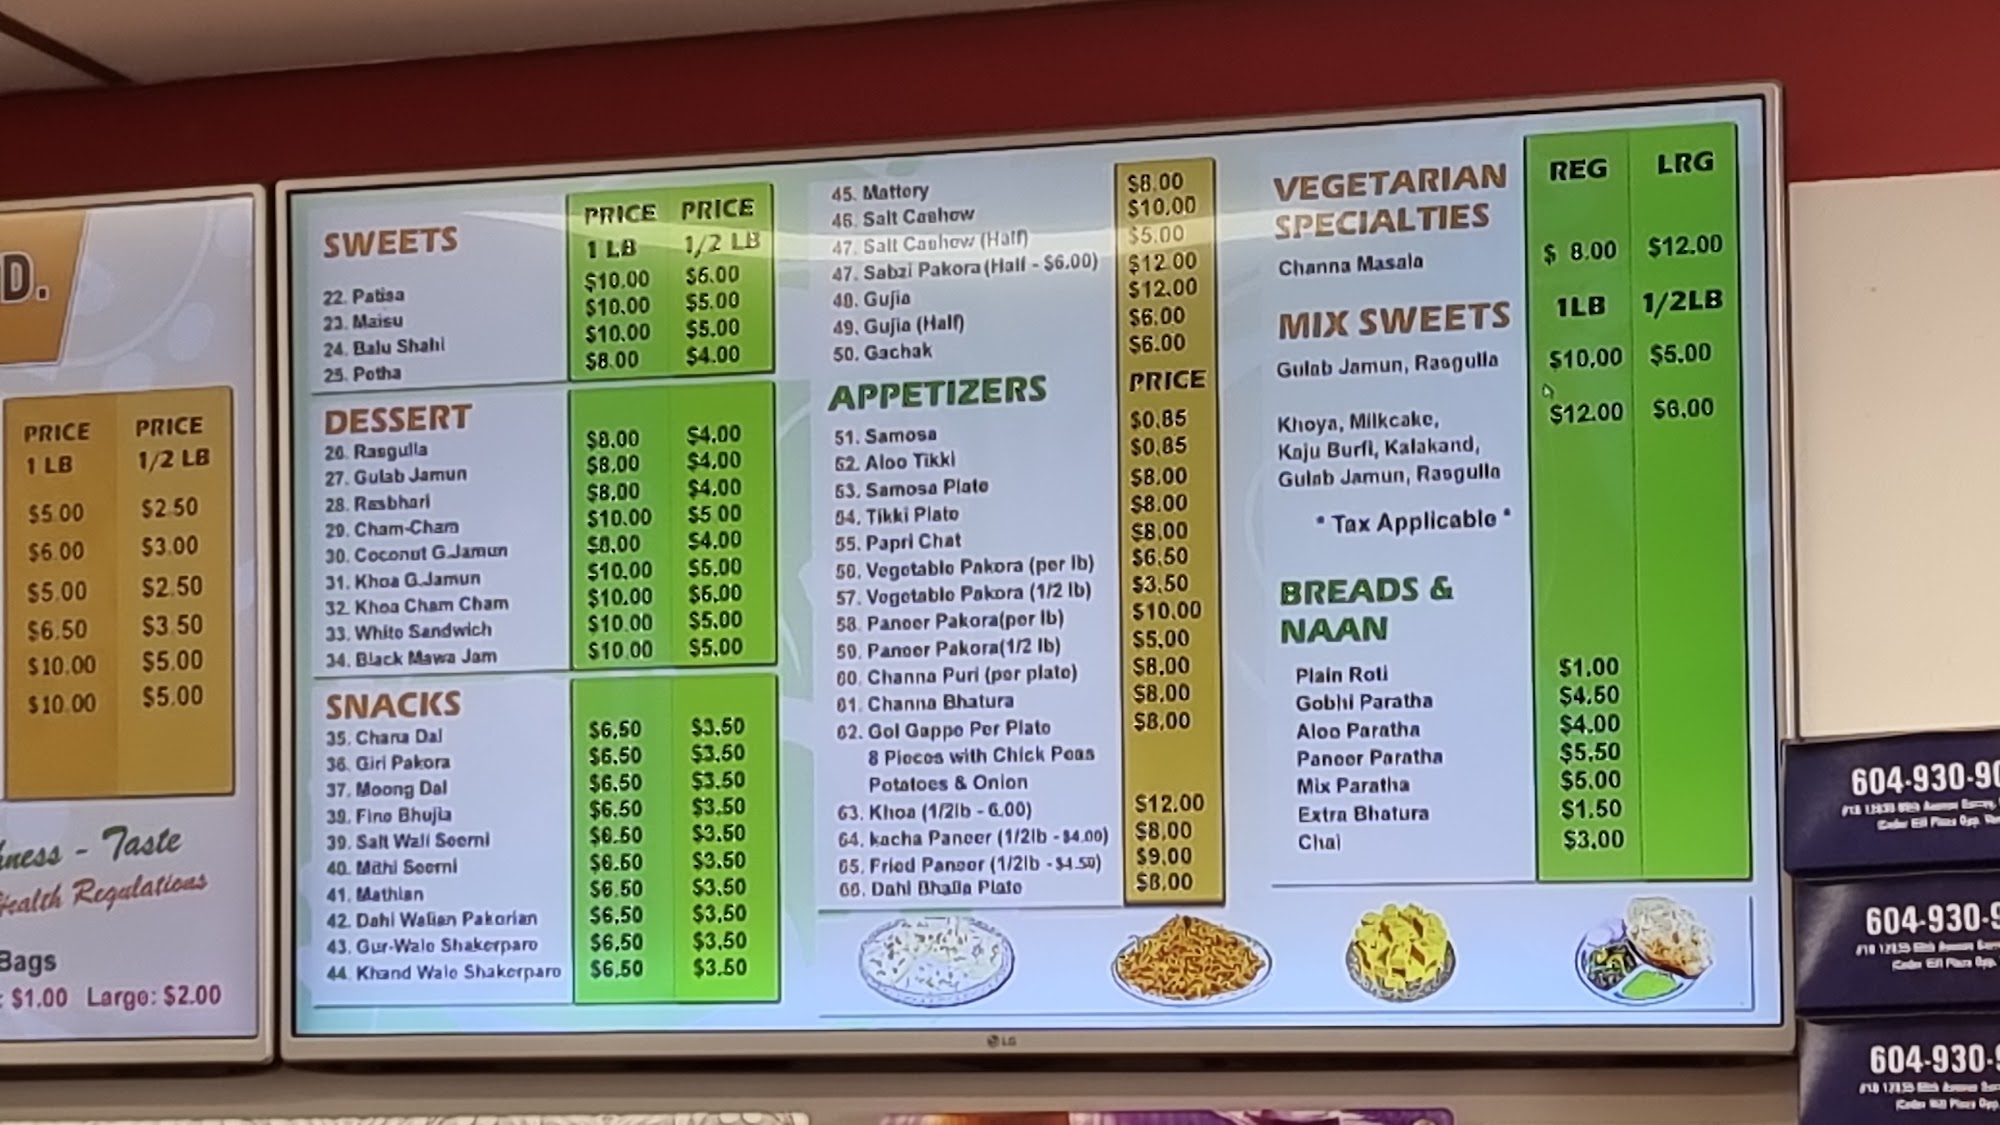 D.
PRICE PRICE
1 LB 1/2 LB
$5.00 $2.50
$6.00 $3.00
$5.00 $2.50
$6.50 $3.50
$10.00 $5.00
$10.00 $5.00
ness - Taste
Health Regulations
Bags
: $1.00 Large: $2.00
SWEETS
PRICE PRICE
1 LB 1/2 LB
22. Patisa $10.00 $6.00
23. Maisu $10.00 $5.00
24. Balu Shahi $10.00 $5.00
25. Petha $8.00 $4.00
DESSERT
26. Rasgulla $8.00 $4.00
27. Gulab Jamun $8.00 $4.00
28. Rasbhari $8.00 $4.00
29. Cham-Cham $10.00 $5.00
30. Coconut G.Jamun $8.00 $4.00
31. Khoa G.Jamun $10.00 $5.00
32. Khoa Cham Cham $10.00 $6.00
33. White Sandwich $10.00 $5.00
34. Black Mawa Jam $10.00 $5.00
SNACKS
35. Chana Dal $6.50 $3.50
36. Giri Pakora $6.50 $3.50
37. Moong Dal $6.50 $3.50
38. Fine Bhujia $6.50 $3.50
39. Salt Wali Seerni $6.50 $3.50
40. Mithi Seerni $6.50 $3.50
41. Mathian $6.50 $3.50
42. Dahi Walian Pakorian $6.50 $3.50
43. Gur-Wale Shakerparo $6.50 $3.50
44. Khand Wale Shakerparo $6.50 $3.50
45. Mattery $8.00
46. Salt Cashew $10.00
47. Salt Cashew (Half) $5.00
47. Sabzi Pakora (Half - $6.00) $12.00
48. Gujia $12.00
49. Gujia (Half) $6.00
50. Gachak $6.00
APPETIZERS PRICE
51. Samosa $0.85
52. Aloo Tikki $0.85
53. Samosa Plate $8.00
54. Tikki Plate $8.00
55. Papri Chat $8.00
56. Vegetable Pakora (per lb) $6.50
57. Vegetable Pakora (1/2 lb) $3.50
58. Paneer Pakora(per lb) $10.00
59. Paneer Pakora(1/2 lb) $5.00
60. Channa Puri (per plate) $8.00
61. Channa Bhatura $8.00
62. Gol Gappe Per Plate $8.00
8 Pieces with Chick Peas
Potatoes & Onion
63. Khoa (1/2lb - 6.00) $12.00
64. kacha Paneer (1/2lb - $4.00) $8.00
65. Fried Paneer (1/2lb - $4.50) $9.00
66. Dahi Bhalla Plate $8.00
REG LRG
VEGETARIAN
SPECIALTIES
Channa Masala $ 8.00 $12.00
MIX SWEETS 1LB 1/2LB
Gulab Jamun, Rasgulla $10.00 $5.00
Khoya, Milkcake, $12.00 $6.00
Kaju Burfi, Kalakand,
Gulab Jamun, Rasgulla
* Tax Applicable *
BREADS &
NAAN
Plain Roti $1.00
Gobhi Paratha $4.50
Aloo Paratha $4.00
Paneer Paratha $5.50
Mix Paratha $5.00
Extra Bhatura $1.50
Chai $3.00
LG
604-930-90
604-930-9
604-930-9